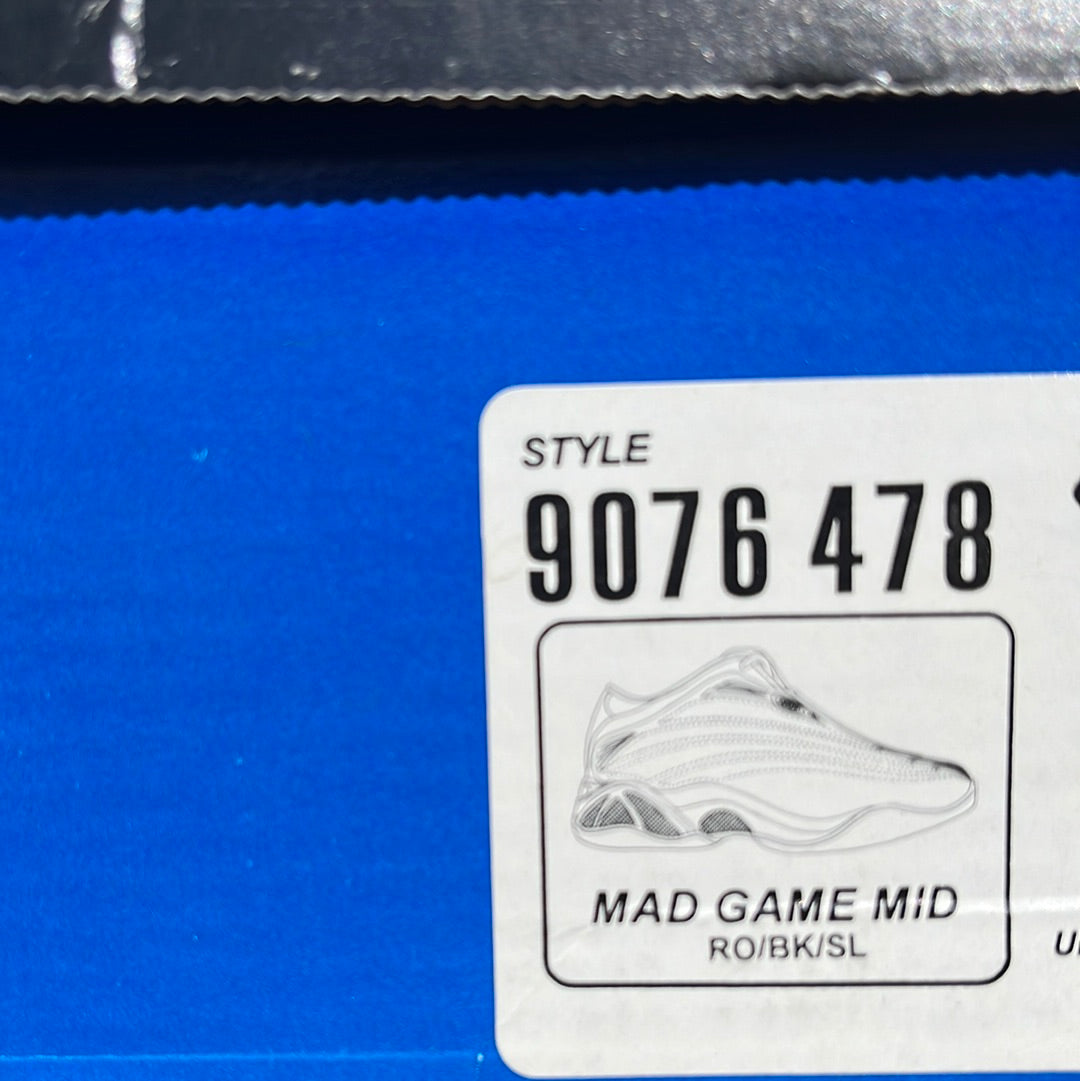 STYLE
9076 478
MAD GAME MID
RO/BK/SL